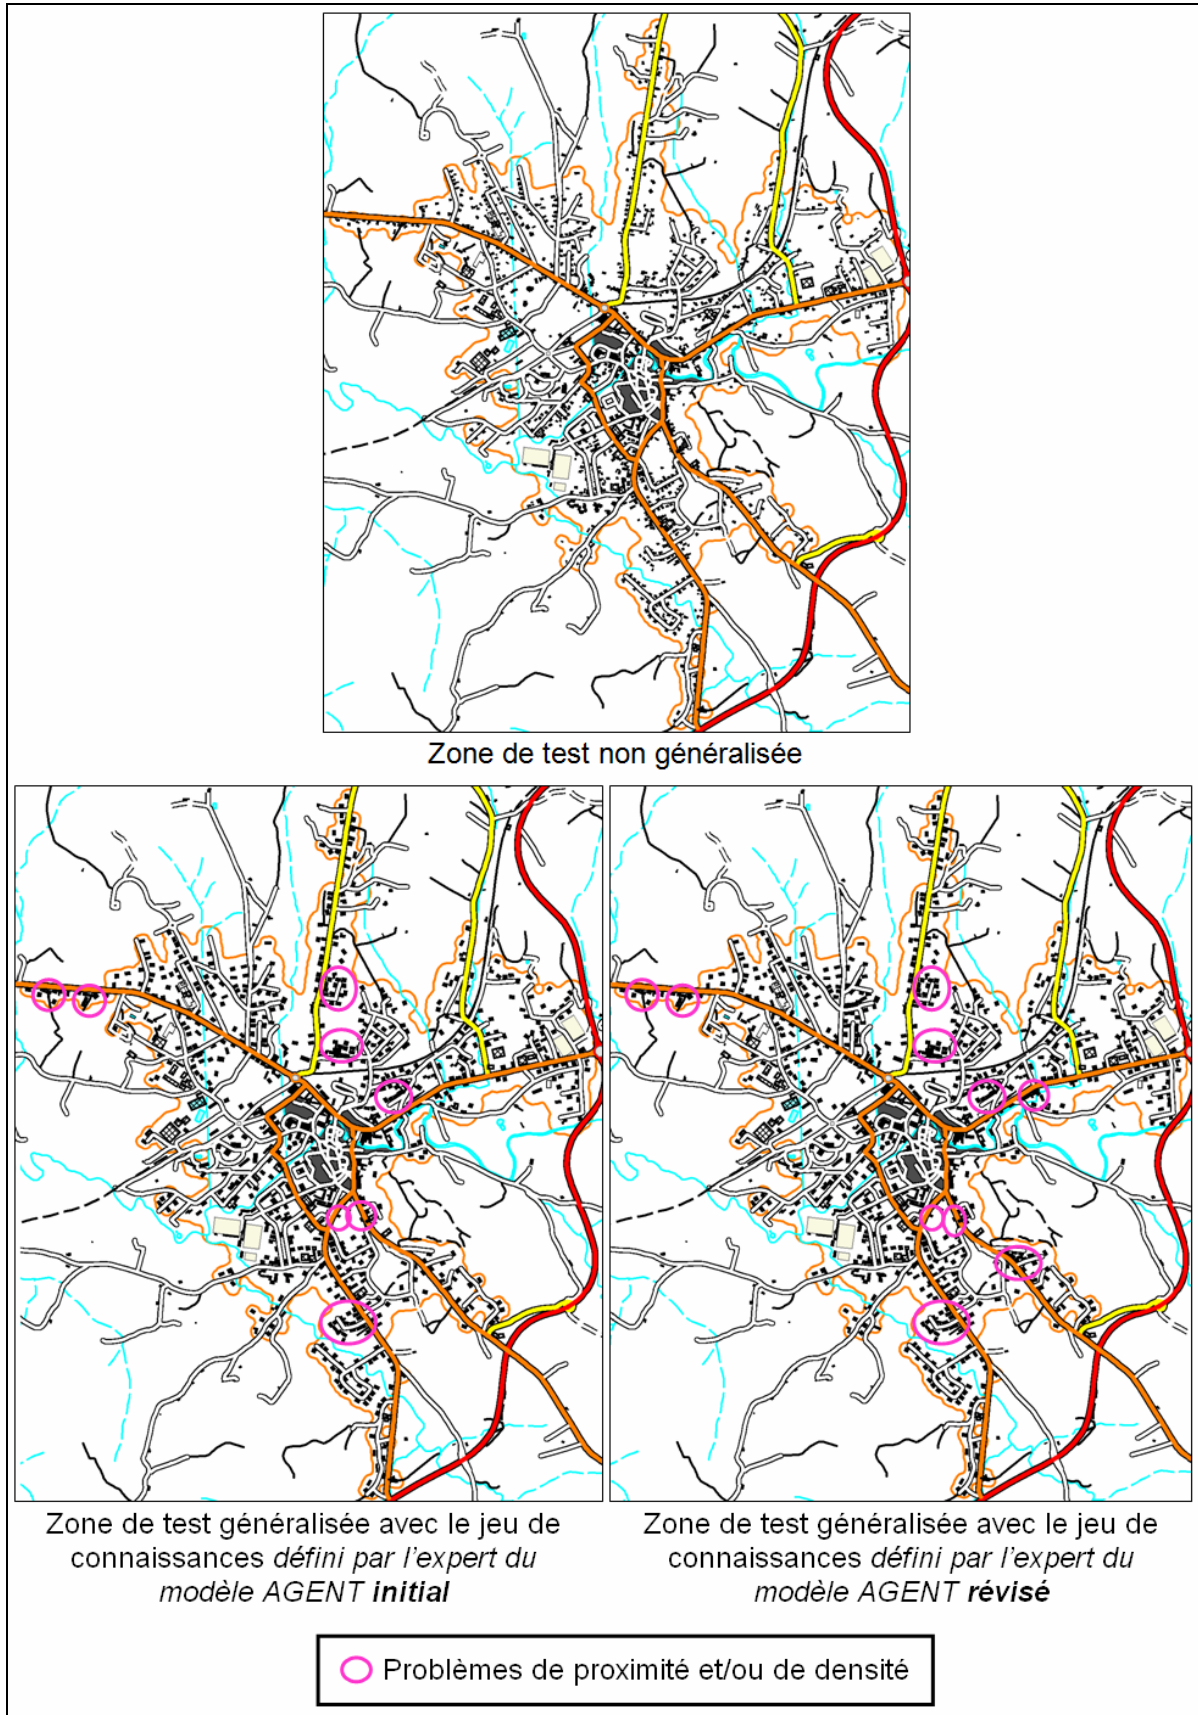 Zone de test non généralisée
Zone de test généralisée avec le jeu de
connaissances défini par l'expert du
modèle AGENT initial
Zone de test généralisée avec le jeu de
connaissances défini par l'expert du
modèle AGENT révisé
Problèmes de proximité et/ou de densité